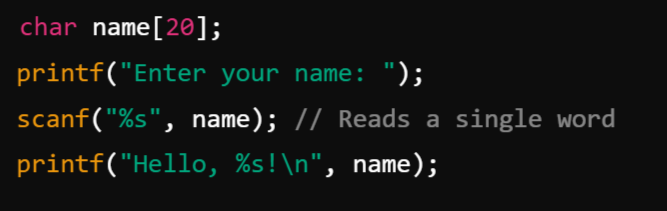 char name[20];
printf("Enter your name: ");
scanf("%s", name); // Reads a single word
printf("Hello, %s!\n", name);